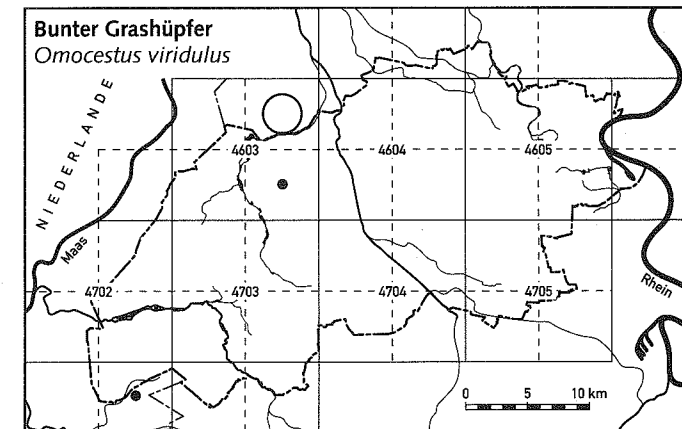 Bunter Grashüpfer
Omocestus viridulus
NIEDERLANDE
Maas
4603
4604
4605
4702
4703
4704
4705
Rhein
0 5 10 km